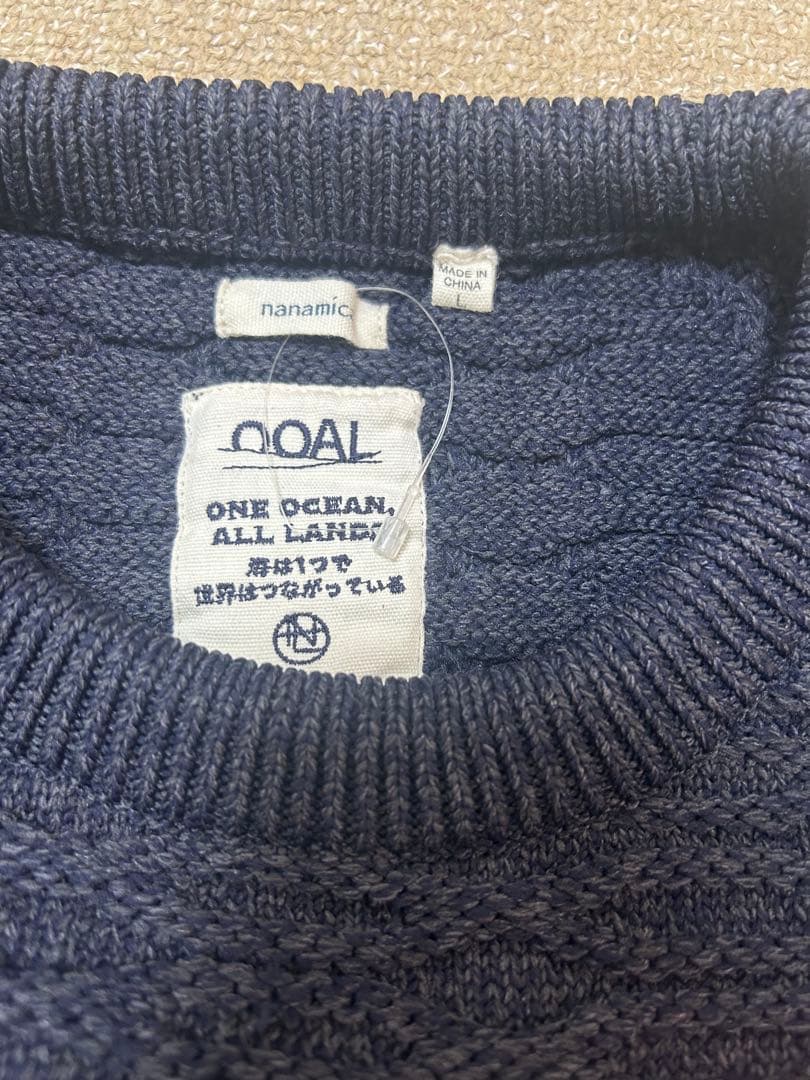 nanamic
MADE IN
CHINA
L
OOAL
ONE OCEAN,
ALL LANDS
海は1つで
世界はつながっている